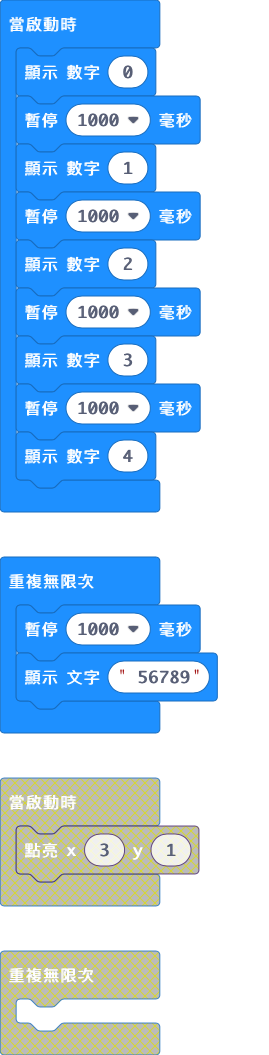 當啟動時
顯示 數字 0
暫停 1000 毫秒
顯示 數字 1
暫停 1000 毫秒
顯示 數字 2
暫停 1000 毫秒
顯示 數字 3
暫停 1000 毫秒
顯示 數字 4
重複無限次
暫停 1000 毫秒
顯示 文字 " 56789"
當啟動時
點亮 x 3 y 1
重複無限次